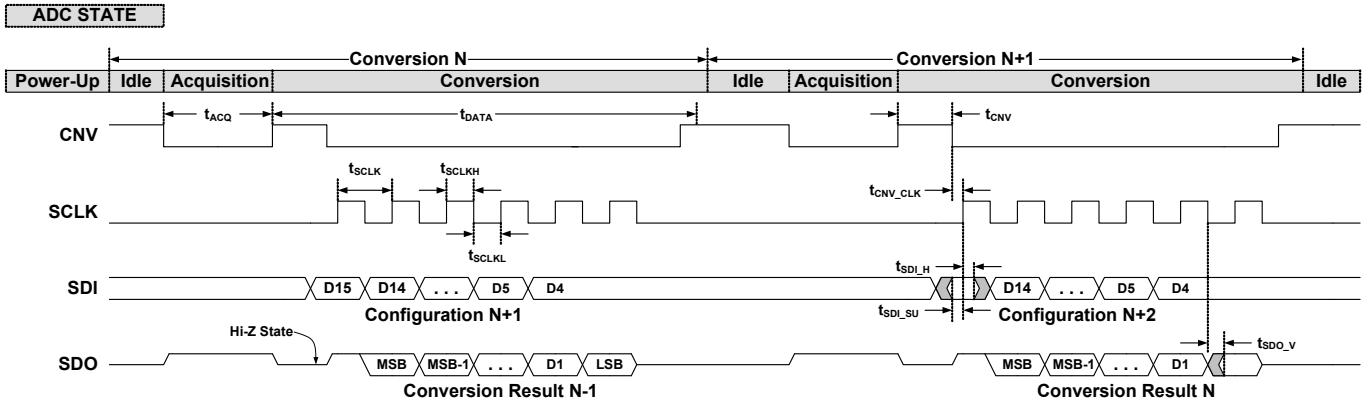 ADC STATE
Conversion N Conversion N+1
Power-Up Idle Acquisition Conversion Idle Acquisition Conversion Idle
CNV tACQ tDATA tCNV
SCLK tSCLK tSCLKH tCNV_CLK
tSCLKL
tSDI_H
SDI D15 D14 . . . D5 D4 D14 . . . D5 D4
Configuration N+1 tSDI_SU Configuration N+2
Hi-Z State tSDO_V
SDO MSB MSB-1 . . . D1 LSB MSB MSB-1 . . . D1
Conversion Result N-1 Conversion Result N